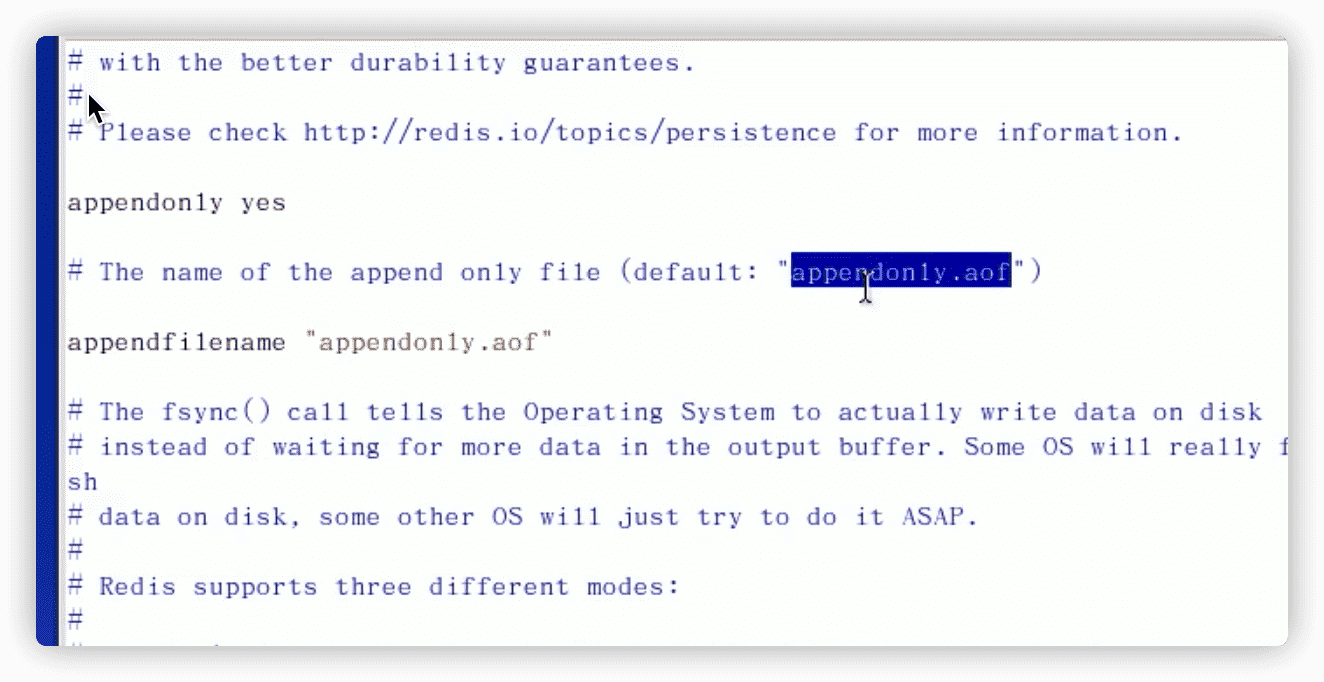 # with the better durability guarantees.
#
# Please check http://redis.io/topics/persistence for more information.
appendonly yes
# The name of the append only file (default: "appendonly.aof")
appendfilename "appendonly.aof"
# The fsync() call tells the Operating System to actually write data on disk
# instead of waiting for more data in the output buffer. Some OS will really
sh
# data on disk, some other OS will just try to do it ASAP.
#
# Redis supports three different modes:
#